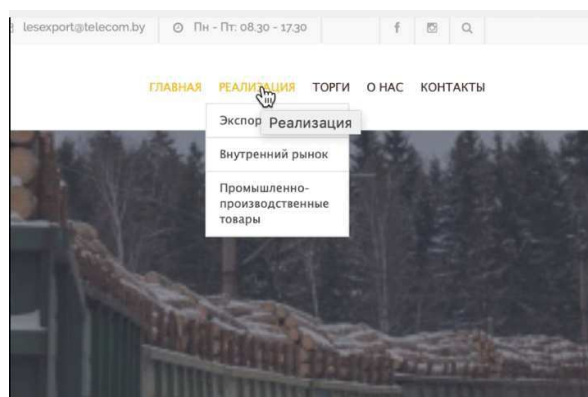 lesexport@telecom.by Пн - Пт: 08.30 - 17.30
ГЛАВНАЯ РЕАЛИЗАЦИЯ ТОРГИ О НАС КОНТАКТЫ
Экспор Реализация
Внутренний рынок
Промышленно-
производственные
товары